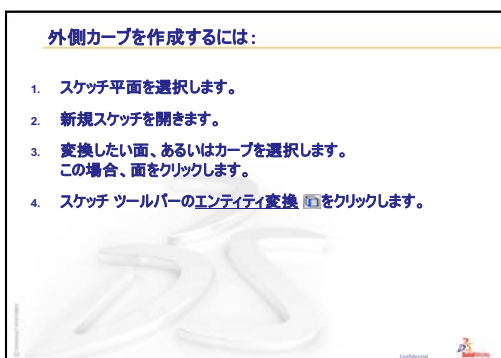 外側カーブを作成するには:
1. スケッチ平面を選択します。
2. 新規スケッチを開きます。
3. 変換したい面、あるいはカーブを選択します。
この場合、面をクリックします。
4. スケッチ ツールバーのエンティティ変換 をクリックします。
Confidential
SolidWorks